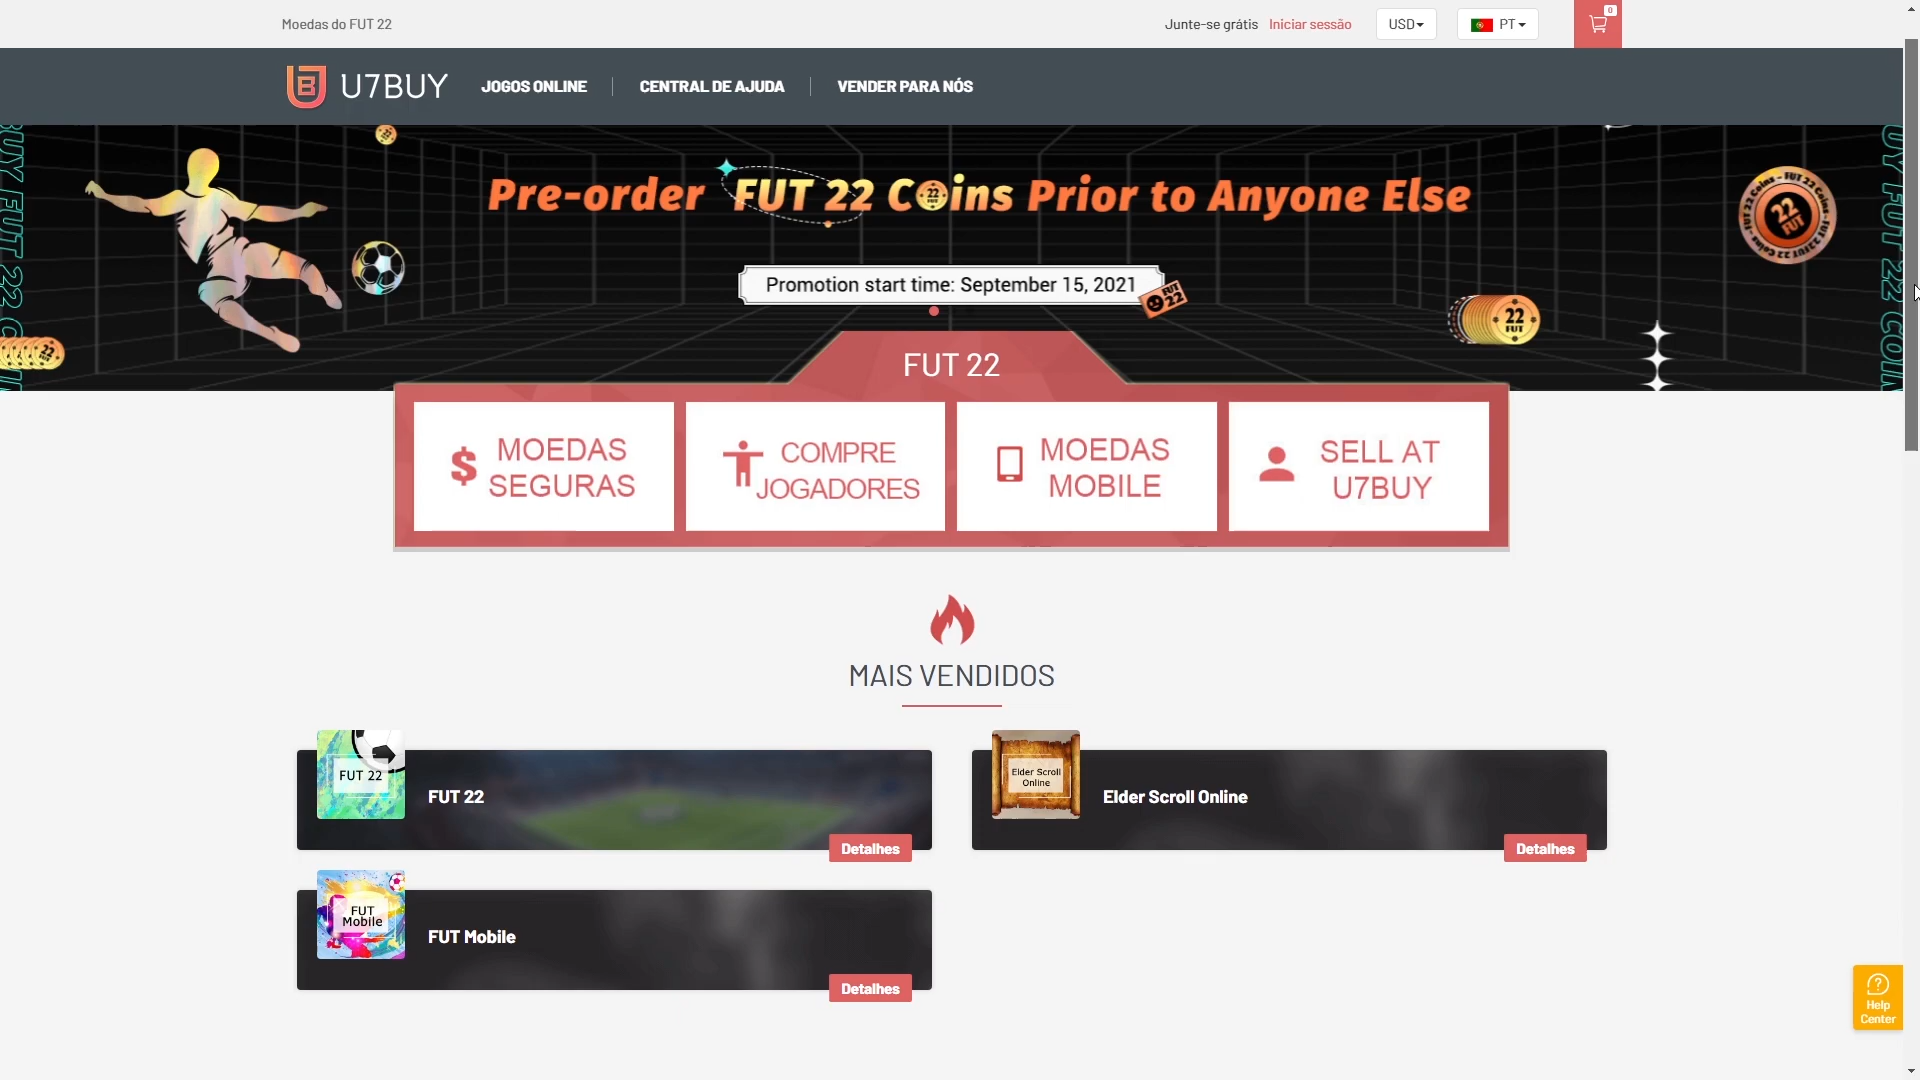 Moedas do FUT 22
Junte-se grátis Iniciar sessão USD PT 0
U7BUY JOGOS ONLINE CENTRAL DE AJUDA VENDER PARA NÓS
Pre-order FUT 22 Coins Prior to Anyone Else
Promotion start time: September 15, 2021
FUT 22
MOEDAS
SEGURAS
COMPRE
JOGADORES
MOEDAS
MOBILE
SELL AT
U7BUY
MAIS VENDIDOS
FUT 22
FUT 22
Detalhes
Elder Scroll
Online
Elder Scroll Online
Detalhes
FUT
Mobile
FUT Mobile
Detalhes
Help
Center